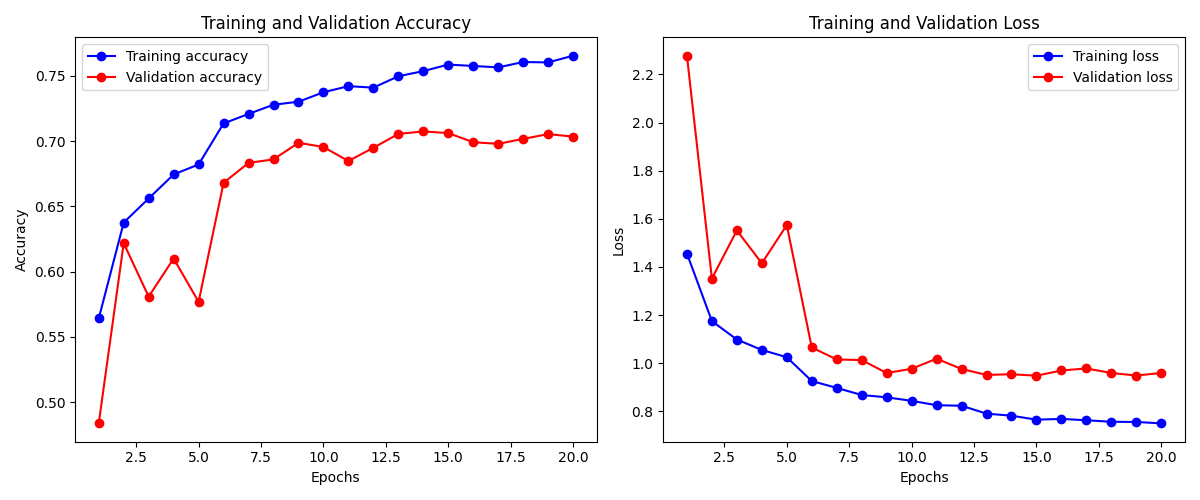 Training and Validation Accuracy
Training accuracy
Validation accuracy
0.75
0.70
0.65
0.60
0.55
0.50
Accuracy
2.5 5.0 7.5 10.0 12.5 15.0 17.5 20.0
Epochs
Training and Validation Loss
Training loss
Validation loss
2.2
2.0
1.8
1.6
1.4
1.2
1.0
0.8
Loss
2.5 5.0 7.5 10.0 12.5 15.0 17.5 20.0
Epochs